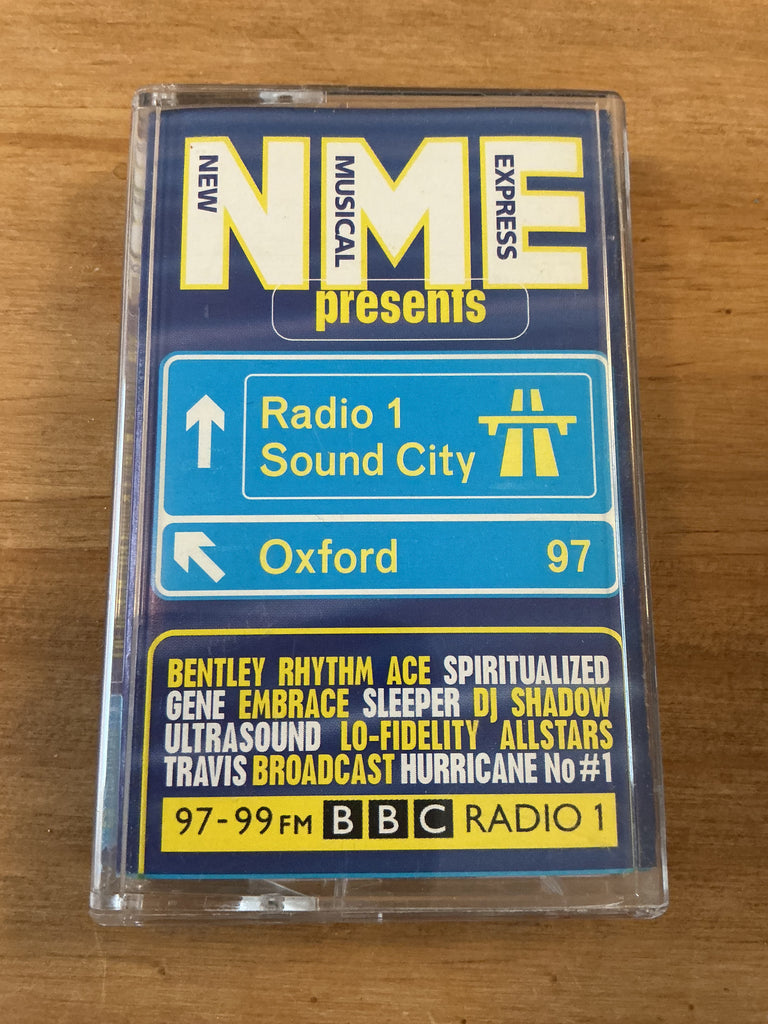 NME
NEW MUSICAL EXPRESS
presents
Radio 1
Sound City
Oxford 97
BENTLEY RHYTHM ACE SPIRITUALIZED
GENE EMBRACE SLEEPER DJ SHADOW
ULTRASOUND LO-FIDELITY ALLSTARS
TRAVIS BROADCAST HURRICANE No #1
97-99 FM BBC RADIO 1